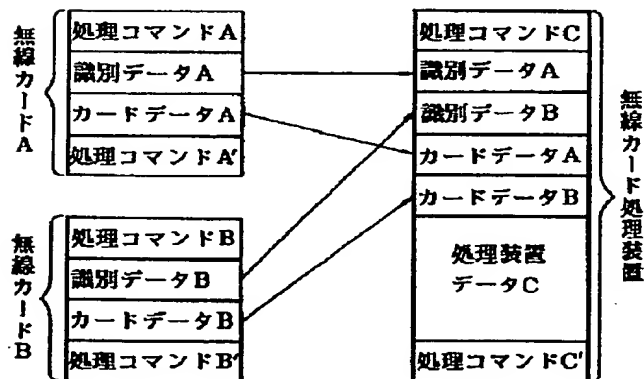 無線カードA
処理コマンドA
識別データA
カードデータA
処理コマンドA'
無線カードB
処理コマンドB
識別データB
カードデータB
処理コマンドB'
処理コマンドC
識別データA
識別データB
カードデータA
カードデータB
処理装置
データC
処理コマンドC'
無線カード処理装置